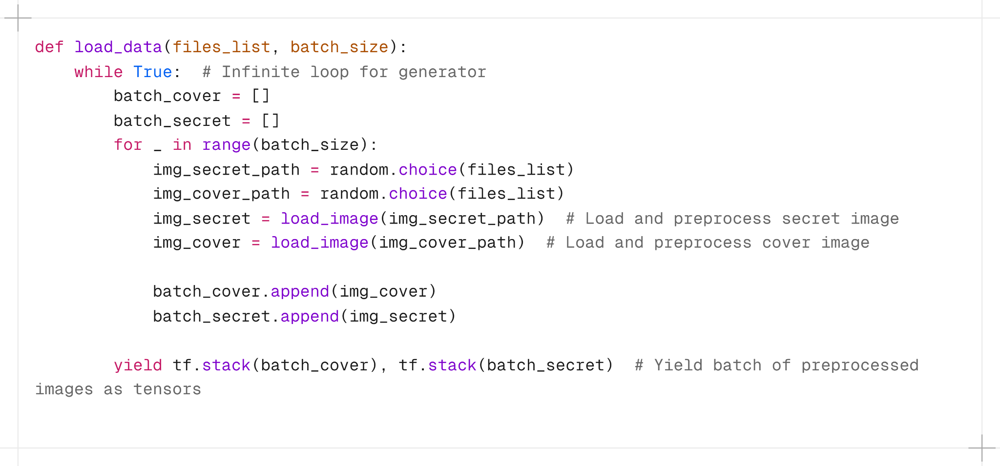 def load_data(files_list, batch_size):
    while True:  # Infinite loop for generator
        batch_cover = []
        batch_secret = []
        for _ in range(batch_size):
            img_secret_path = random.choice(files_list)
            img_cover_path = random.choice(files_list)
            img_secret = load_image(img_secret_path)  # Load and preprocess secret image
            img_cover = load_image(img_cover_path)  # Load and preprocess cover image

            batch_cover.append(img_cover)
            batch_secret.append(img_secret)

        yield tf.stack(batch_cover), tf.stack(batch_secret)  # Yield batch of preprocessed
images as tensors